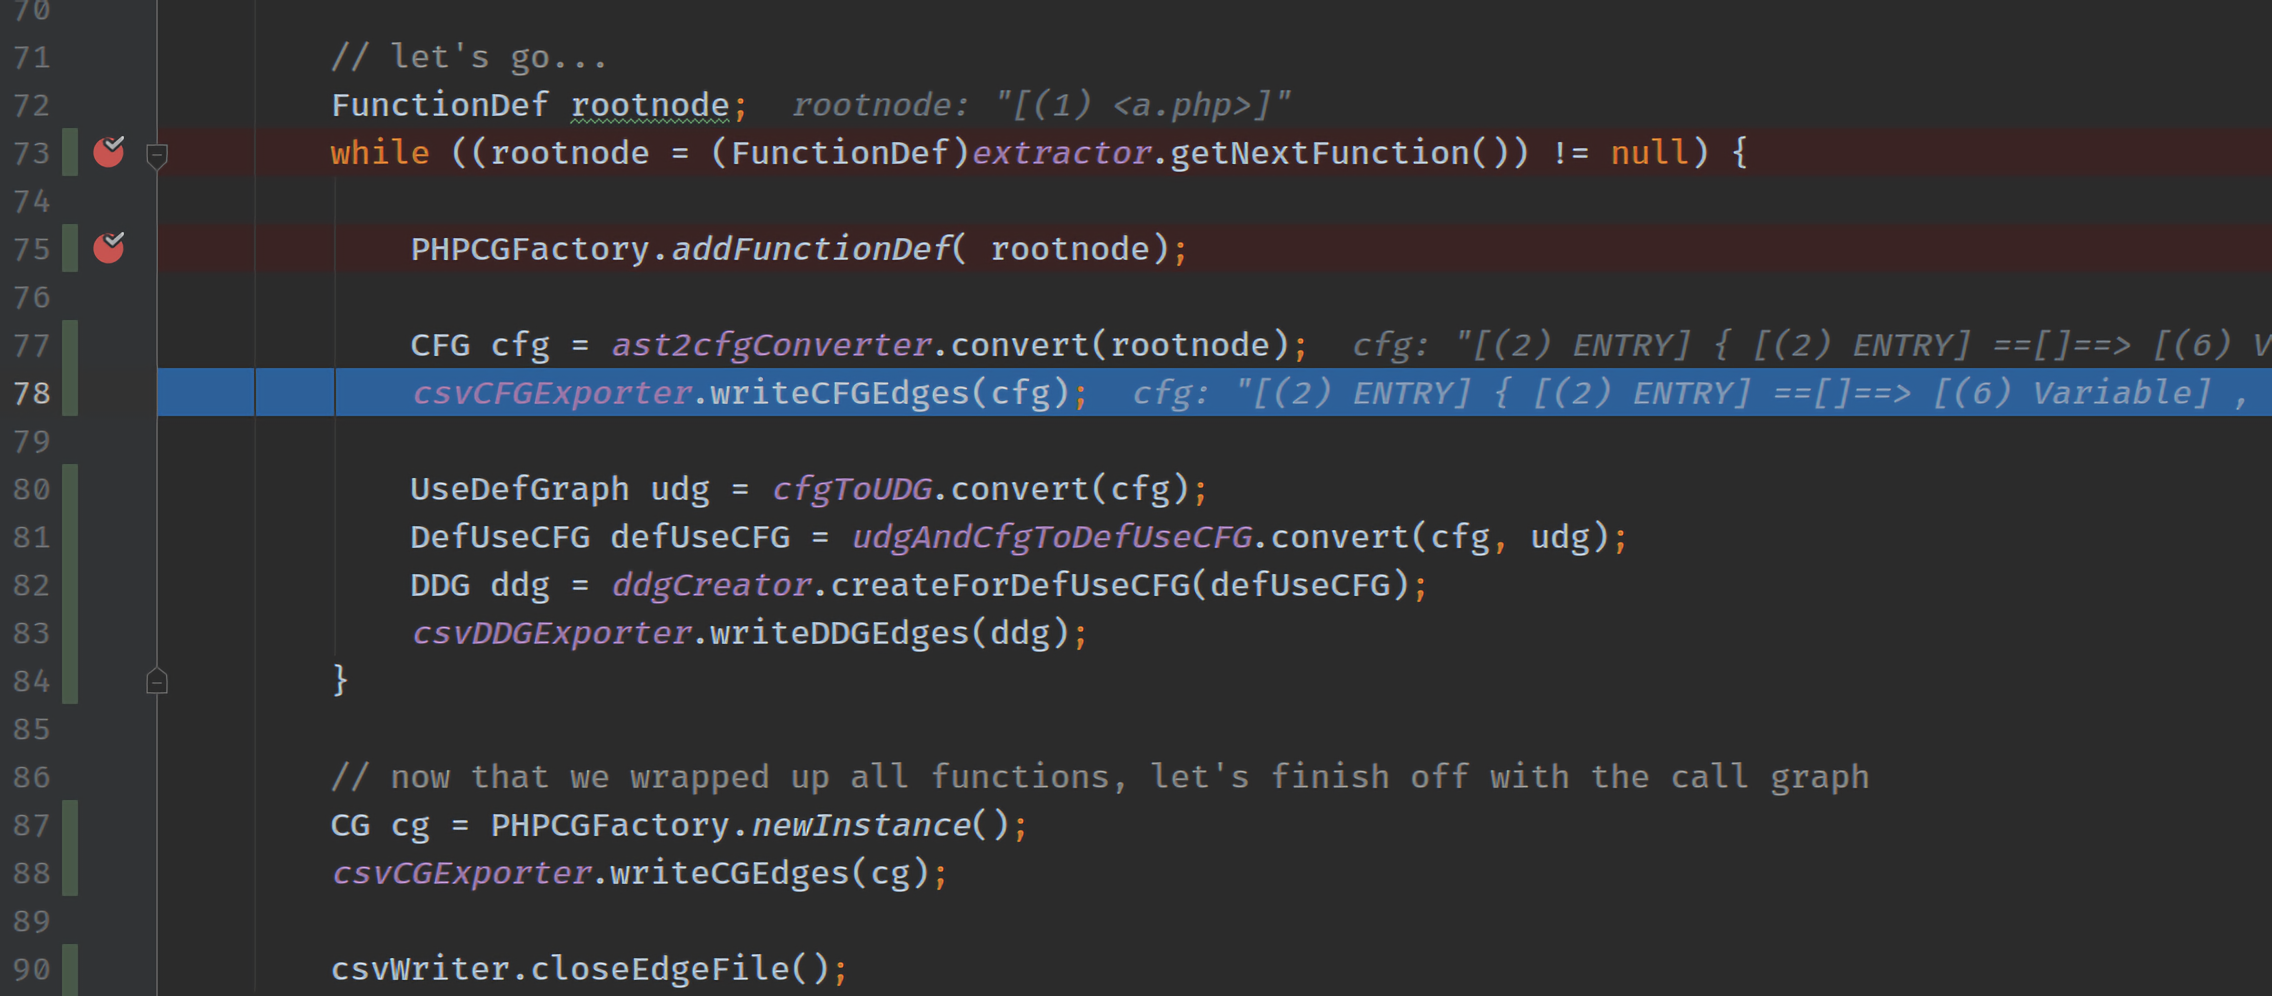 70
71 // let's go...
72 FunctionDef rootnode; rootnode: "[(1) <a.php>]"
73 while ((rootnode = (FunctionDef)extractor.getNextFunction()) != null) {
74
75 PHPCGFactory.addFunctionDef( rootnode);
76
77 CFG cfg = ast2cfgConverter.convert(rootnode); cfg: "[(2) ENTRY] { [(2) ENTRY] ==[]==> [(6) V
78 csvCFGExporter.writeCFGEdges(cfg); cfg: "[(2) ENTRY] { [(2) ENTRY] ==[]==> [(6) Variable] ,
79
80 UseDefGraph udg = cfgToUDG.convert(cfg);
81 DefUseCFG defUseCFG = udgAndCfgToDefUseCFG.convert(cfg, udg);
82 DDG ddg = ddgCreator.createForDefUseCFG(defUseCFG);
83 csvDDGExporter.writeDDGEdges(ddg);
84 }
85
86 // now that we wrapped up all functions, let's finish off with the call graph
87 CG cg = PHPCGFactory.newInstance();
88 csvCGExporter.writeCGEdges(cg);
89
90 csvWriter.closeEdgeFile();